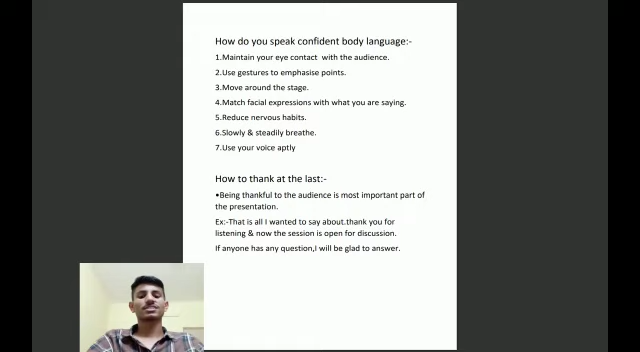 How do you speak confident body language:-
1.Maintain your eye contact  with the audience.
2.Use gestures to emphasise points.
3.Move around the stage.
4.Match facial expressions with what you are saying.
5.Reduce nervous habits.
6.Slowly & steadily breathe.
7.Use your voice aptly
How to thank at the last:-
•Being thankful to the audience is most important part of
the presentation.
Ex:-That is all I wanted to say about.thank you for
listening & now the session is open for discussion.
If anyone has any question,I will be glad to answer.